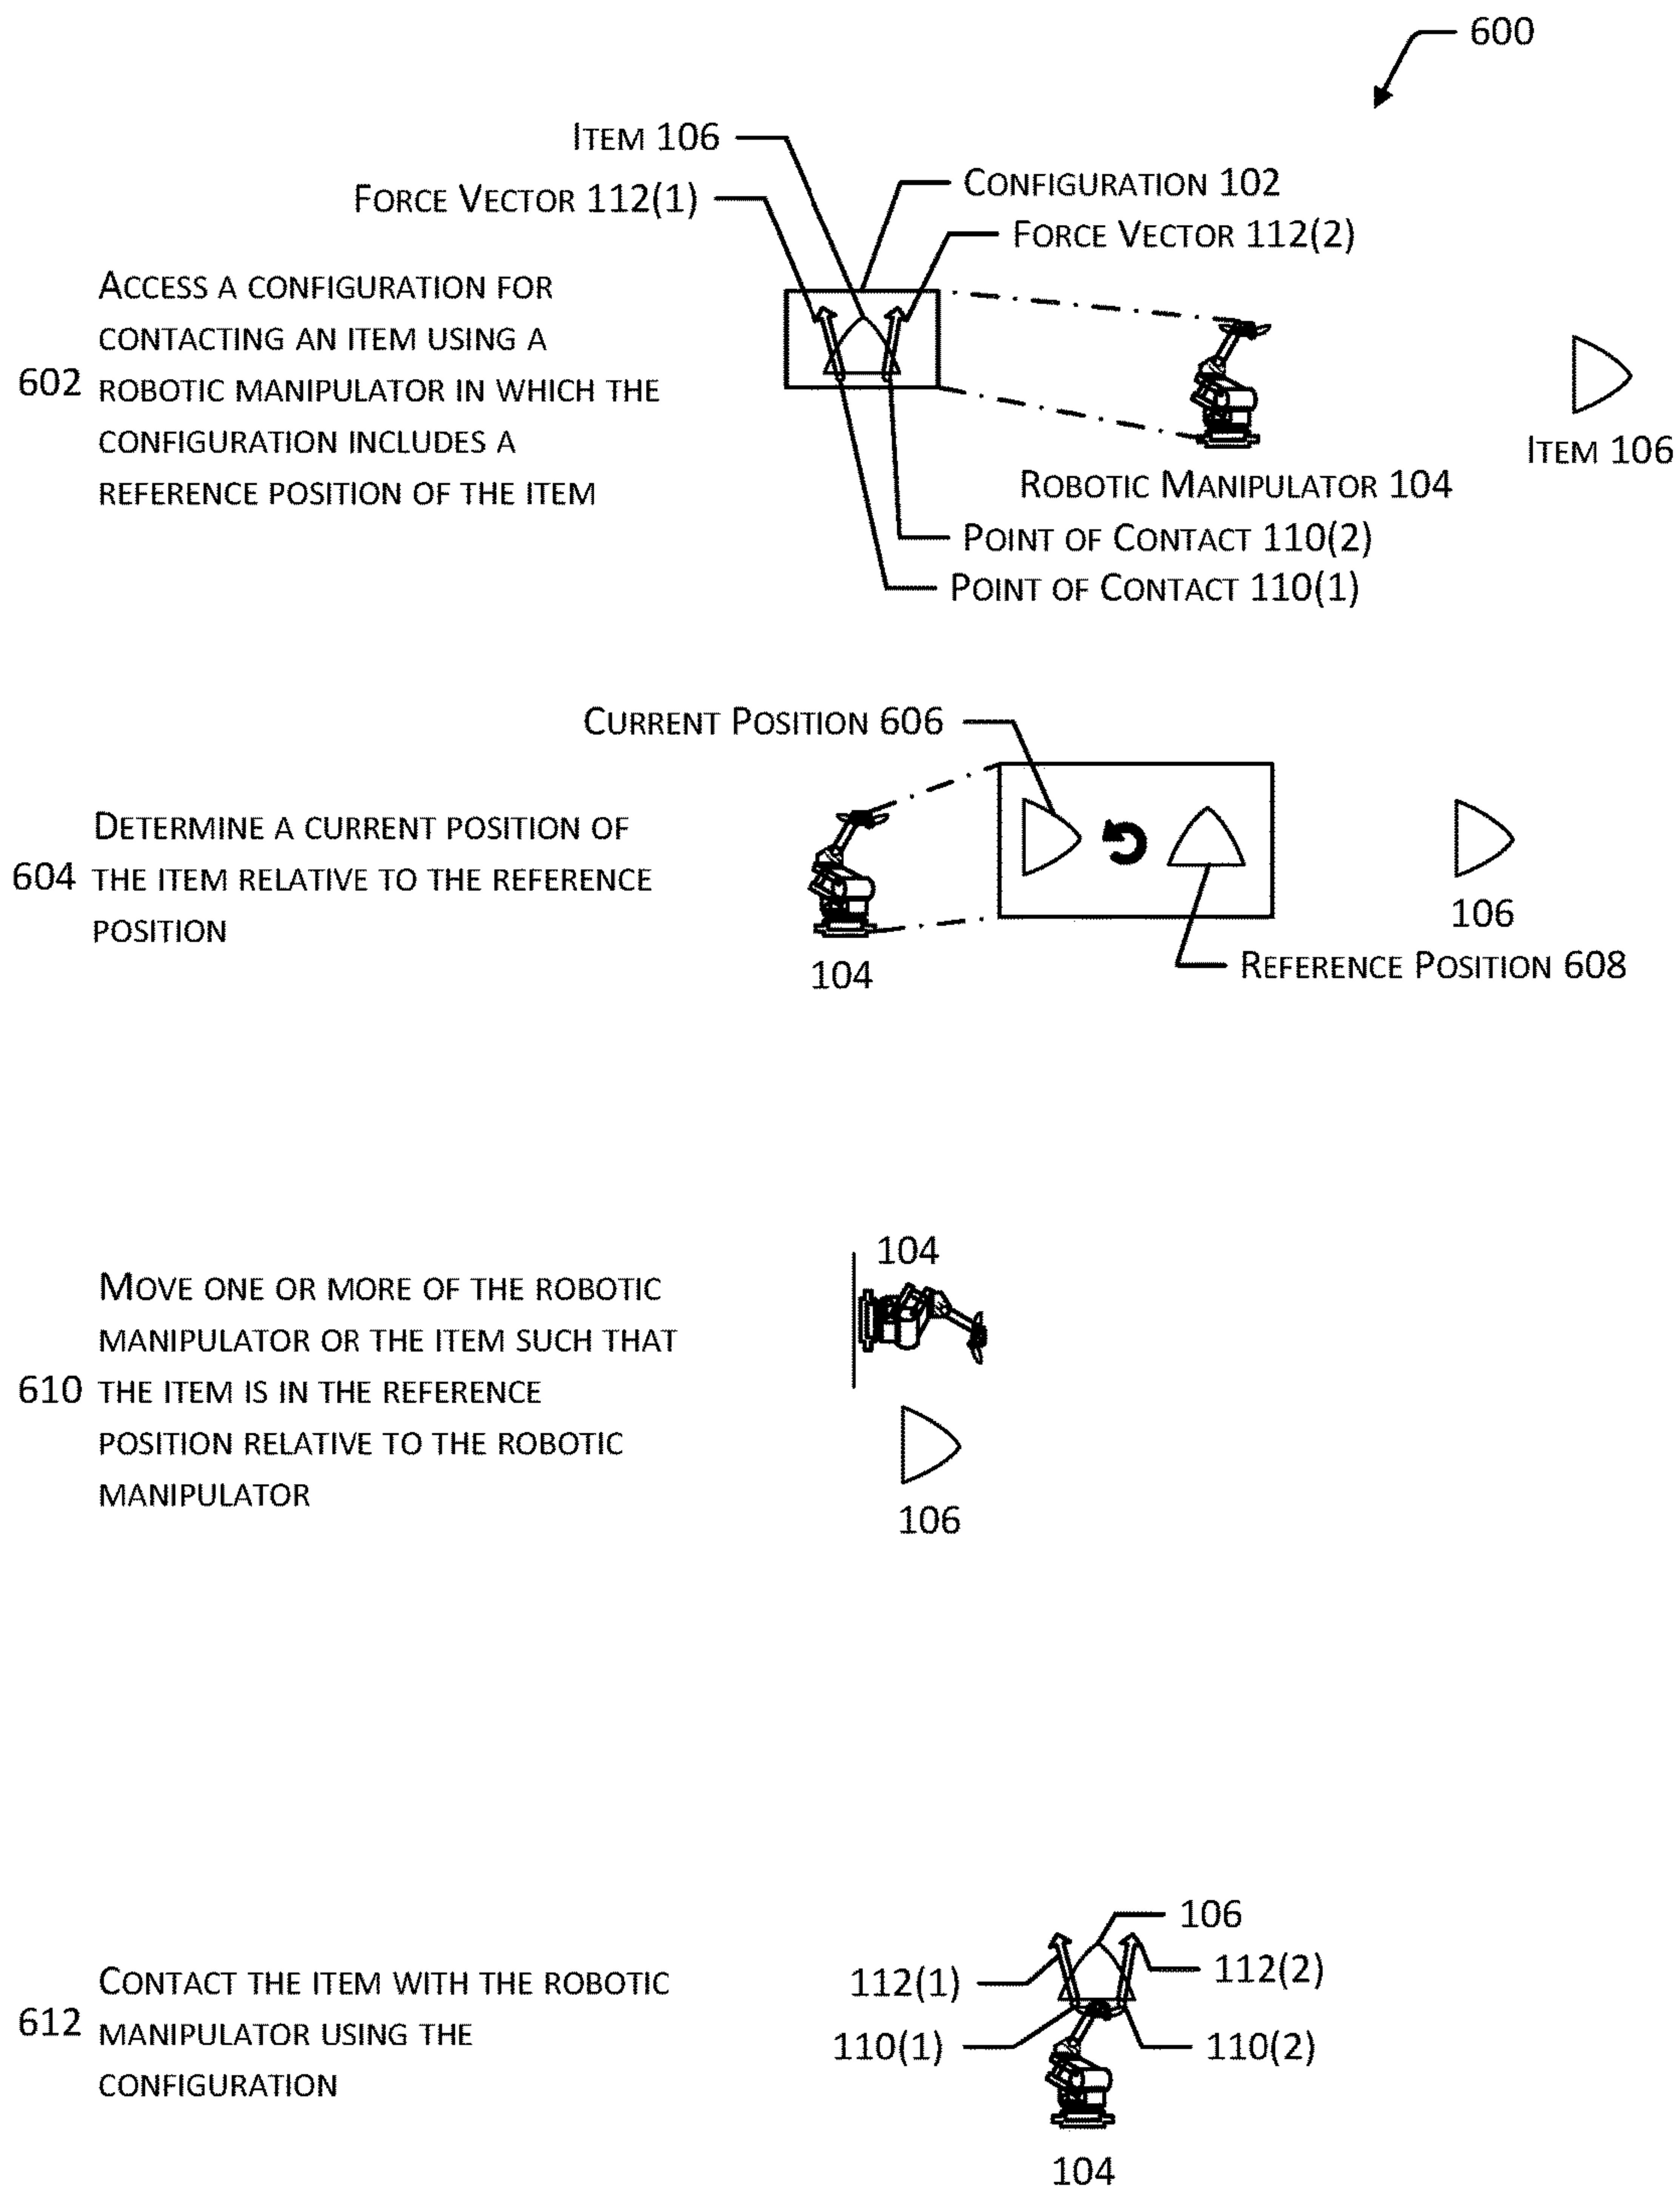 600
ITEM 106
CONFIGURATION 102
FORCE VECTOR 112(1)
FORCE VECTOR 112(2)
602
ACCESS A CONFIGURATION FOR
CONTACTING AN ITEM USING A
ROBOTIC MANIPULATOR IN WHICH THE
CONFIGURATION INCLUDES A
REFERENCE POSITION OF THE ITEM
ITEM 106
ROBOTIC MANIPULATOR 104
POINT OF CONTACT 110(2)
POINT OF CONTACT 110(1)
CURRENT POSITION 606
604
DETERMINE A CURRENT POSITION OF
THE ITEM RELATIVE TO THE REFERENCE
POSITION
106
104
REFERENCE POSITION 608
104
610
MOVE ONE OR MORE OF THE ROBOTIC
MANIPULATOR OR THE ITEM SUCH THAT
THE ITEM IS IN THE REFERENCE
POSITION RELATIVE TO THE ROBOTIC
MANIPULATOR
106
106
612
CONTACT THE ITEM WITH THE ROBOTIC
MANIPULATOR USING THE
CONFIGURATION
112(1)
112(2)
110(1)
110(2)
104